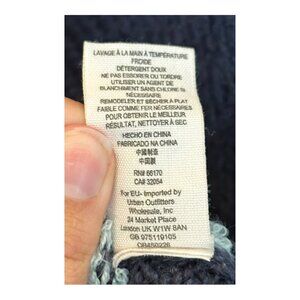 LAVAGE À LA MAIN À TEMPÉRATURE
FROIDE
DÉTERGENT DOUX
NE PAS ESSORER OU TORDRE
UTILISER UN AGENT DE
BLANCHIMENT SANS CHLORE SI
NÉCESSAIRE
REMODELER ET SÉCHER À PLAT
FAIBLE COMME FER SI NÉCESSAIRE
POUR OBTENIR LE MEILLEUR
RÉSULTAT, NETTOYER À SEC
HECHO EN CHINA
FABRICADO NA CHINA
中國制造
中国製
RN# 66170
CA# 32054
For EU- Imported by
Urban Outfitters
Wholesale, Inc
24 Market Place
London UK W1W 8AN
GB 975119105